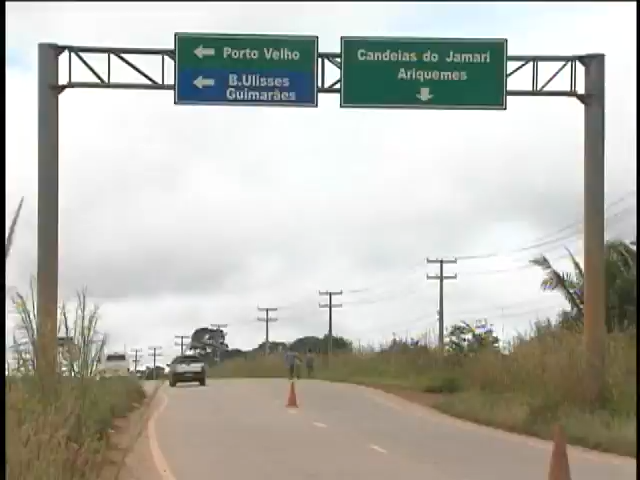 Porto Velho
B.Ulisses
Guimarães
Candeias do Jamari
Ariquemes